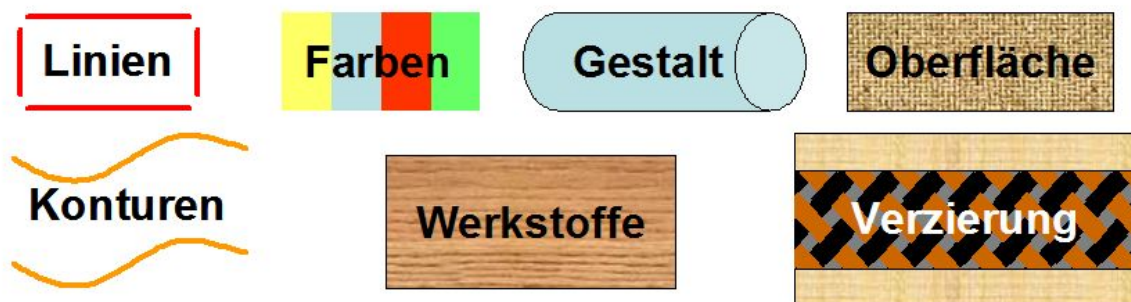 Linien
Farben
Gestalt
Oberfläche
Konturen
Werkstoffe
Verzierung